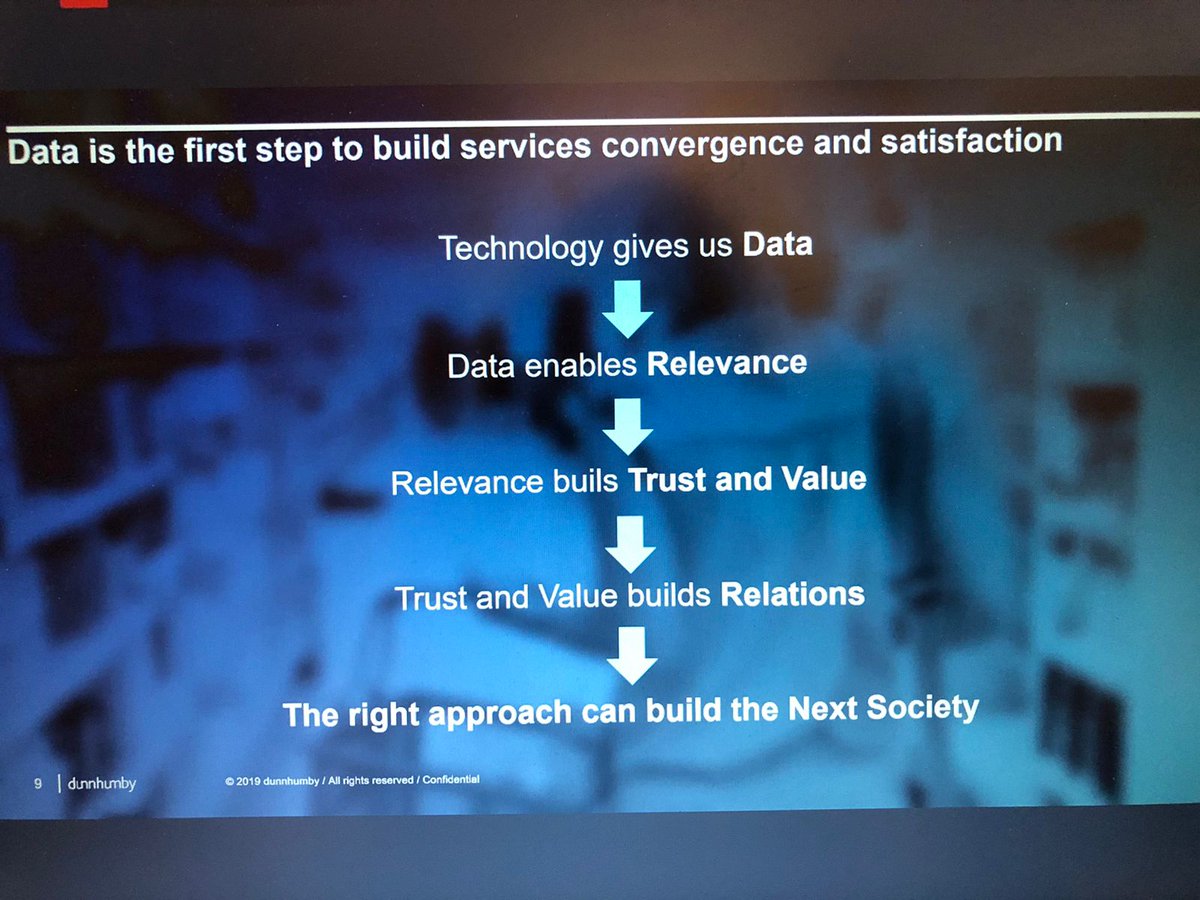 Data is the first step to build services convergence and satisfaction
Technology gives us Data
Data enables Relevance
Relevance buils Trust and Value
Trust and Value builds Relations
The right approach can build the Next Society
9 | dunnhumby
© 2019 dunnhumby / All rights reserved / Confidential